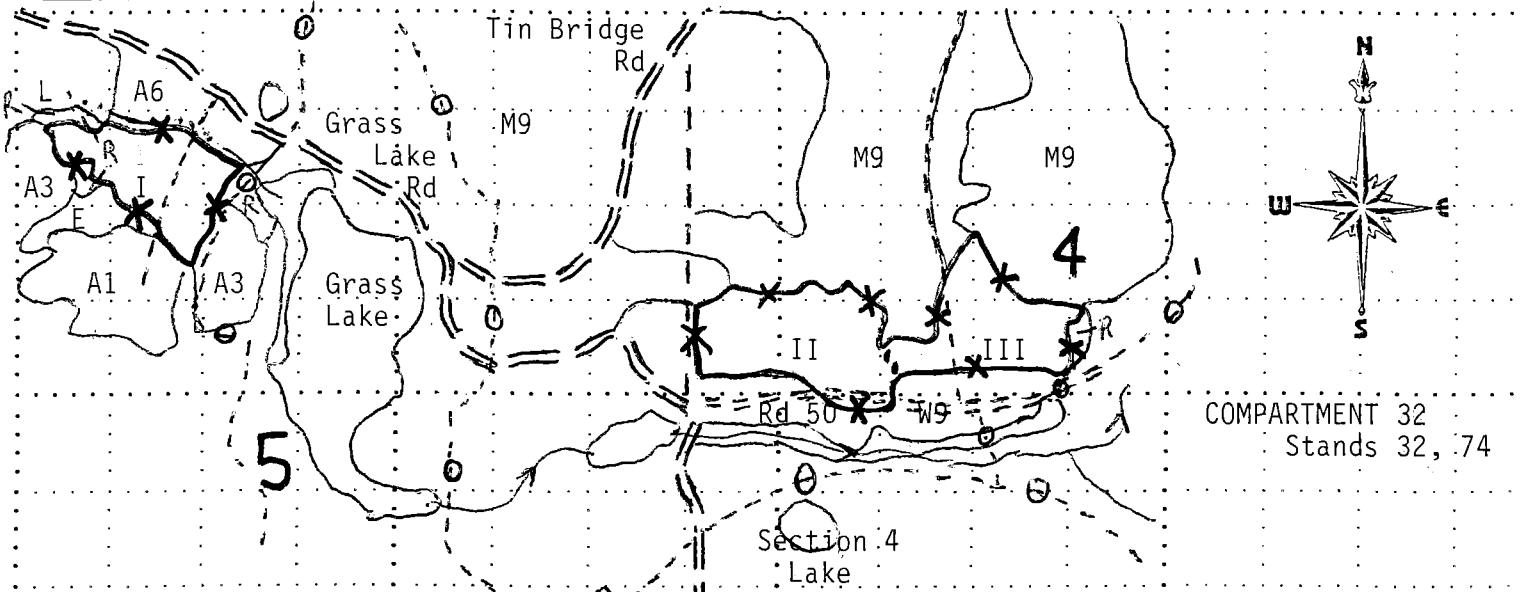 Tin Bridge
Rd
L
A6
R
Grass
Lake
Rd
M9
M9
M9
N
R
A3
I
E
R
W
E
A1
A3
Grass
Lake
4
S
II
III
R
Rd 50
W9
COMPARTMENT 32
Stands 32, 74
5
Section 4
Lake